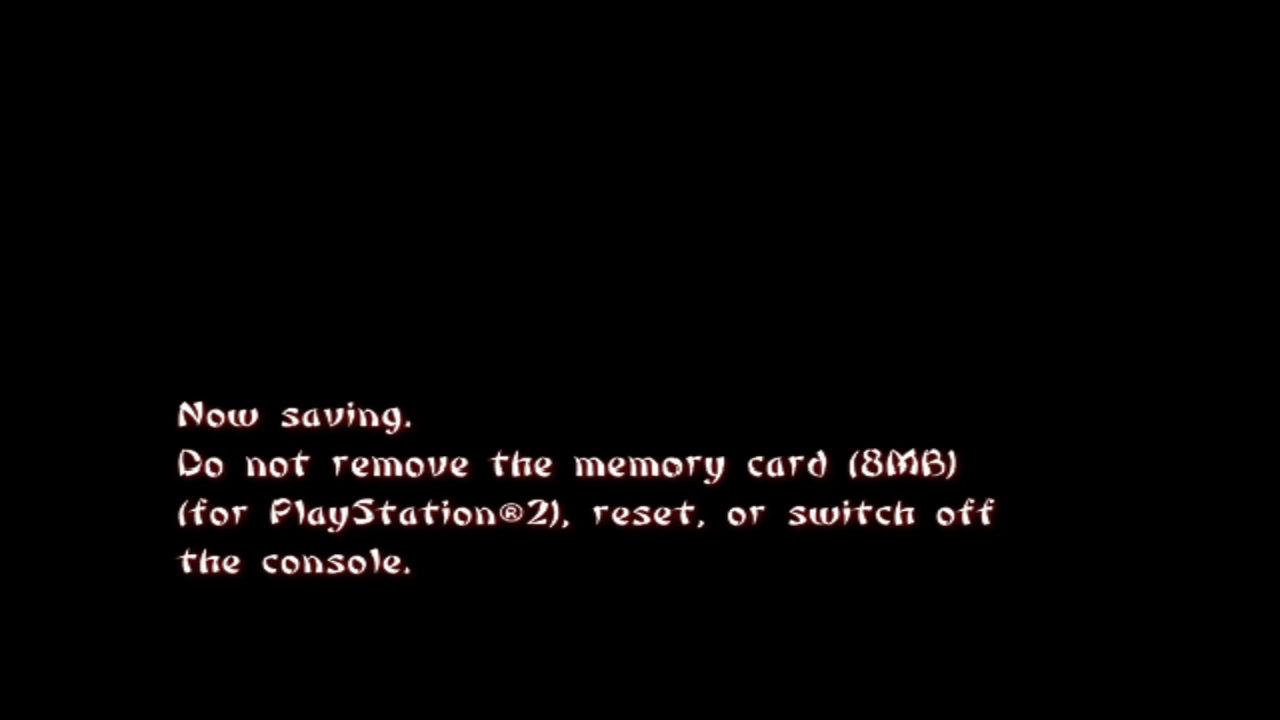 Now saving.
Do not remove the memory card (8MB)
(for PlayStation®2), reset, or switch off
the console.